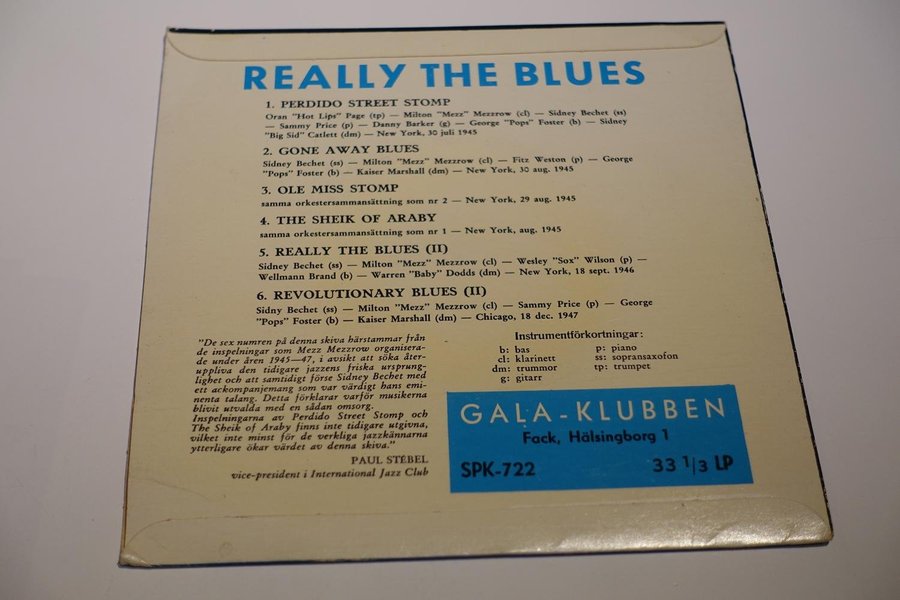 REALLY THE BLUES
1. PERDIDO STREET STOMP
Oran "Hot Lips" Page (tp) — Milton "Mezz" Mezzrow (cl) — Sidney Bechet (ss)
— Sammy Price (p) — Danny Barker (g) — George "Pops" Foster (b) — Sidney
"Big Sid" Catlett (dm) — New York, 30 juli 1945
2. GONE AWAY BLUES
Sidney Bechet (ss) — Milton "Mezz" Mezzrow (cl) — Fitz Weston (p) — George
"Pops" Foster (b) — Kaiser Marshall (dm) — New York, 30 aug. 1945
3. OLE MISS STOMP
samma orkestersammansättning som nr 2 — New York, 29 aug. 1945
4. THE SHEIK OF ARABY
samma orkestersammansättning som nr 1 — New York, aug. 1945
5. REALLY THE BLUES (II)
Sidney Bechet (ss) — Milton "Mezz" Mezzrow (cl) — Wesley "Sox" Wilson (p) —
Wellmann Brand (b) — Warren "Baby" Dodds (dm) — New York, 18 sept. 1946
6. REVOLUTIONARY BLUES (II)
Sidny Bechet (ss) — Milton "Mezz" Mezzrow (cl) — Sammy Price (p) — George
"Pops" Foster (b) — Kaiser Marshall (dm) — Chicago, 18 dec. 1947
"De sex numren på denna skiva härstammar från
de inspelningar som Mezz Mezzrow organisera-
de under åren 1945—47, i avsikt att söka åter-
uppliva den tidigare jazzens friska ursprung-
lighet och att samtidigt förse Sidney Bechet med
ett ackompanjemang som var värdigt hans emi-
nenta talang. Detta förklarar varför musikerna
blivit utvalda med en sådan omsorg.
Inspelningarna av Perdido Street Stomp och
The Sheik of Araby finns inte tidigare utgivna,
vilket inte minst för de verkliga jazzkännarna
ytterligare ökar värdet av denna skiva."
PAUL STEBEL
vice-president i International Jazz Club
Instrumentförkortningar:
b: bas p: piano
cl: klarinett ss: sopransaxofon
dm: trummor tp: trumpet
g: gitarr
GALA-KLUBBEN
Fack, Hälsingborg 1
SPK-722 33 1/3 LP